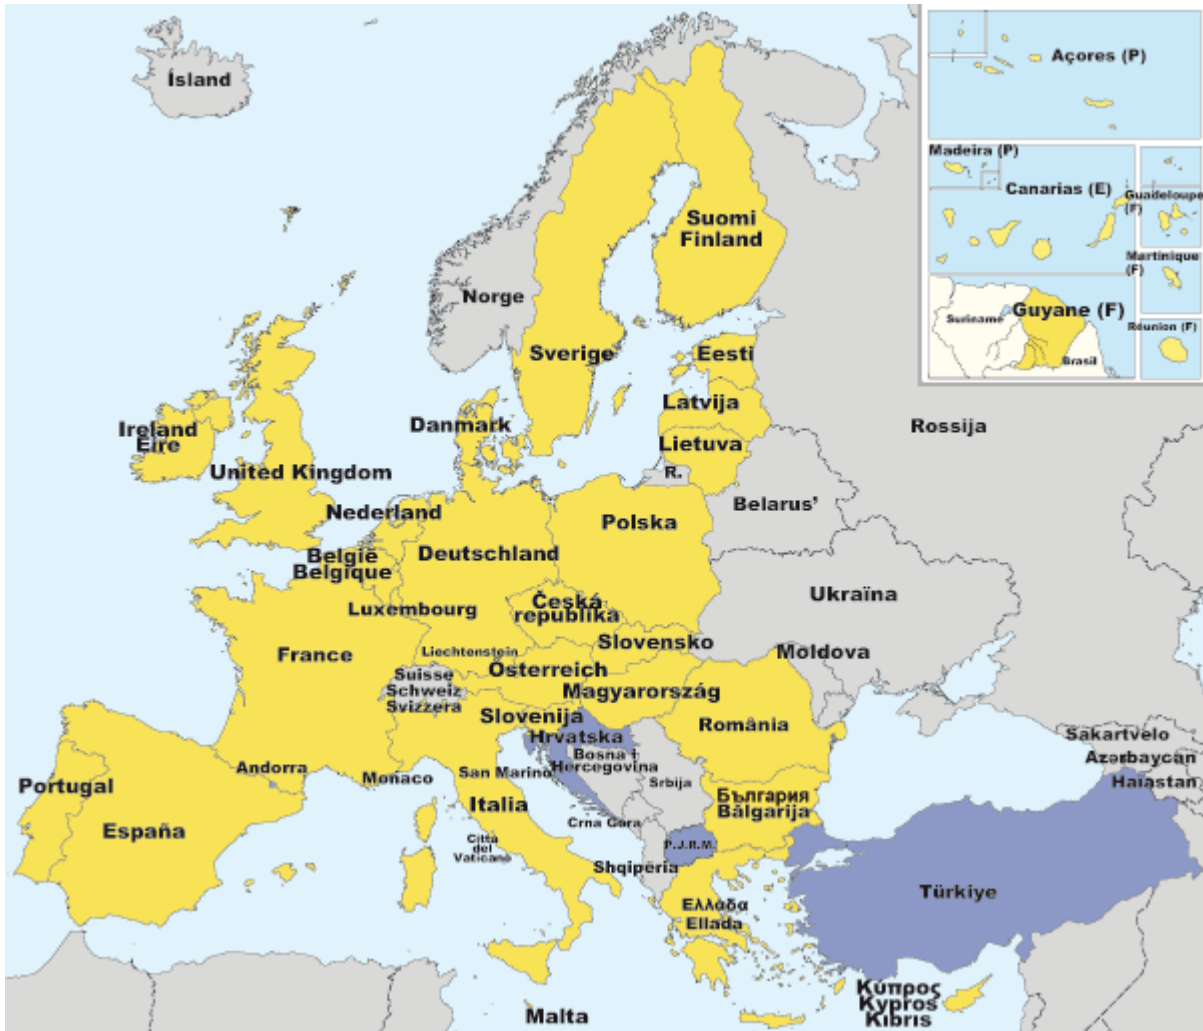 Ísland
Açores (P)
Madeira (P)
Canarias (E)
Guadeloupe
(F)
Martinique
(F)
Guyane (F)
Suriname
Brasil
Réunion (F)
Suomi
Finland
Norge
Sverige
Eesti
Latvija
Lietuva
R.
Rossija
Danmark
Ireland
Éire
United Kingdom
Nederland
België
Belgique
Deutschland
Polska
Belarus’
Luxembourg
Česká
republika
Ukraïna
Slovensko
France
Liechtenstein
Österreich
Moldova
Suisse
Schweiz
Svizzera
Magyarország
Slovenija
Hrvatska
România
Bosna i
Hercegovina
Srbija
Sakartvelo
Azərbaycan
Haiastan
Portugal
España
Andorra
Monaco
San Marino
Italia
Città
del
Vaticano
Crna Gora
България
Bălgarija
P.J.R.M.
Shqipëria
Ελλαδα
Ellada
Türkiye
Κύπρος
Kypros
Kıbrıs
Malta